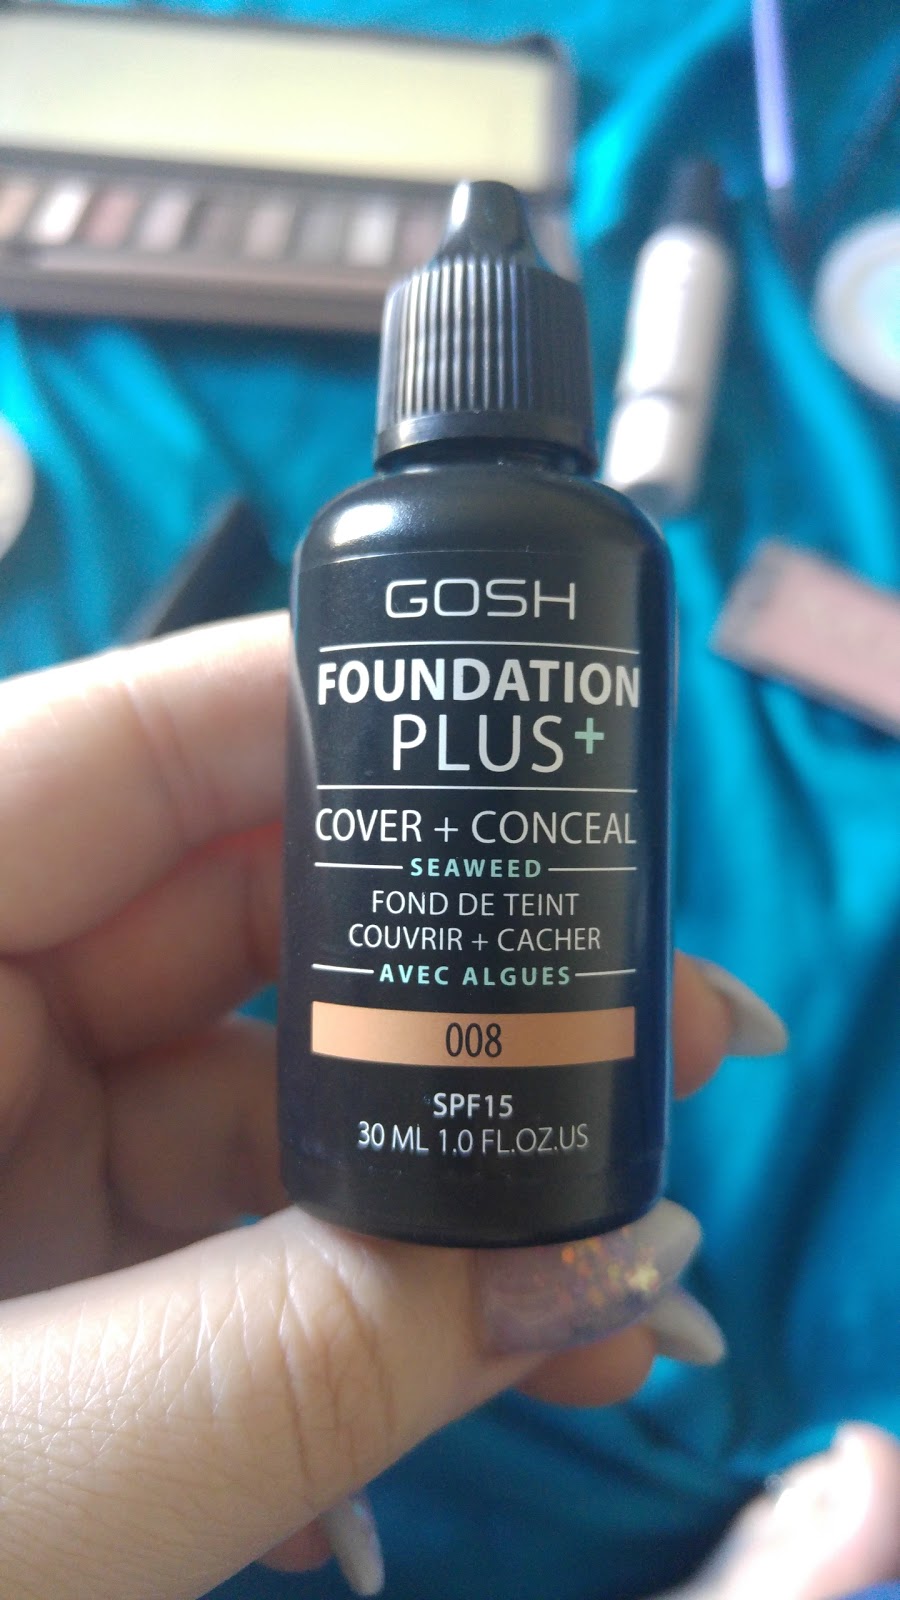 GOSH
FOUNDATION
PLUS+
COVER + CONCEAL
SEAWEED
FOND DE TEINT
COUVRIR + CACHER
AVEC ALGUES
008
SPF15
30 ML 1.0 FL.OZ.US